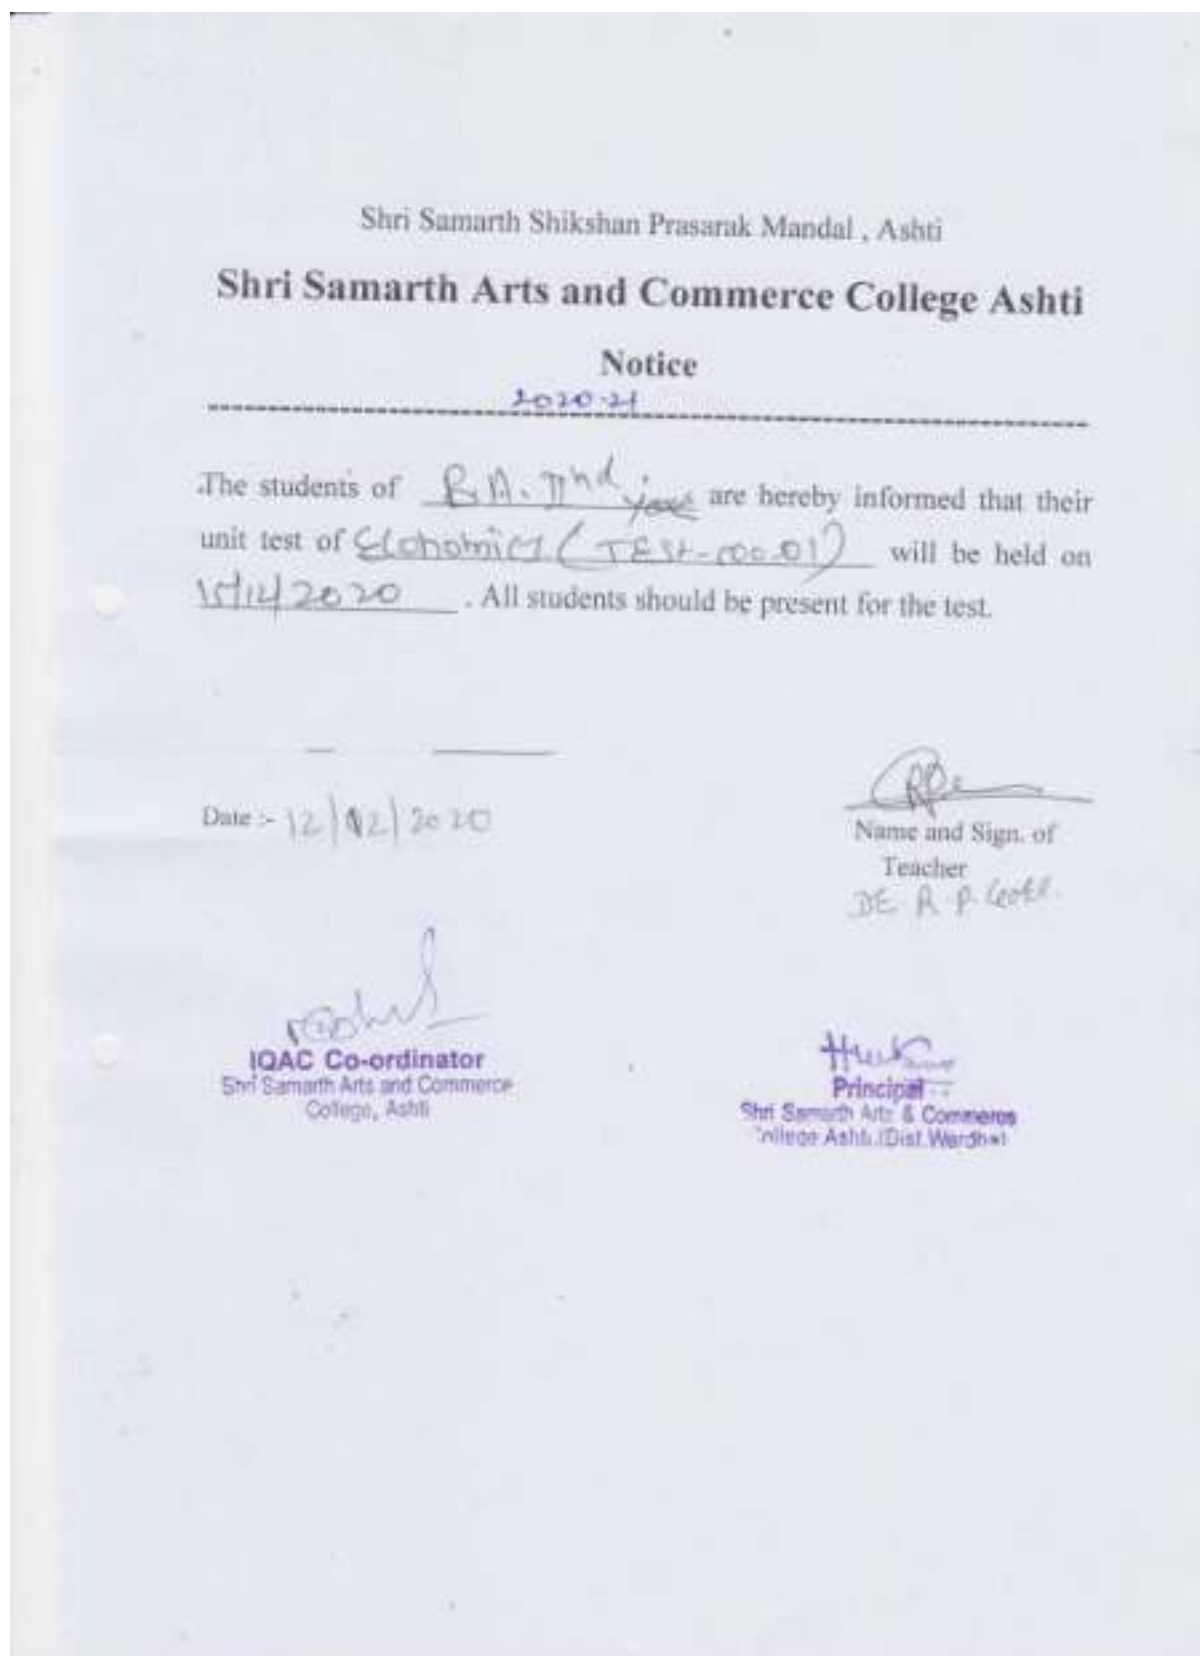 Shri Samarth Shikshan Prasarak Mandal , Ashti
Shri Samarth Arts and Commerce College Ashti
Notice
2020-21
The students of B.A. IInd year are hereby informed that their
unit test of Economics (TEST- 01) will be held on
15/12/2020 . All students should be present for the test.
Date :- 12/12/2020
Name and Sign. of
Teacher
R. P.
IQAC Co-ordinator
Shri Samarth Arts and Commerce
College, Ashti
Principal
Shri Samarth Arts & Commerce
College Ashti (Dist. Wardha)